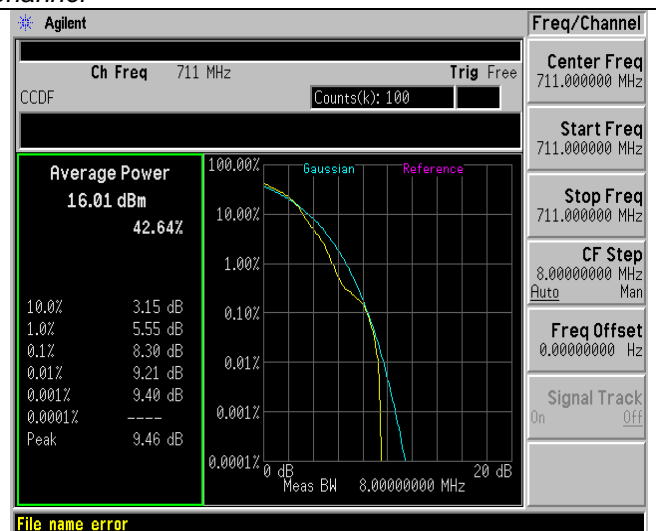 Agilent
Freq/Channel
Ch Freq 711 MHz Trig Free
CCDF Counts(k): 100
Average Power
16.01 dBm
42.64%
10.0% 3.15 dB
1.0% 5.55 dB
0.1% 8.30 dB
0.01% 9.21 dB
0.001% 9.40 dB
0.0001% ----
Peak 9.46 dB
Gaussian Reference
100.00%
10.00%
1.00%
0.10%
0.01%
0.001%
0.0001%
0 dB 20 dB
Meas BW 8.00000000 MHz
Center Freq
711.000000 MHz
Start Freq
711.000000 MHz
Stop Freq
711.000000 MHz
CF Step
8.00000000 MHz
Auto Man
Freq Offset
0.00000000 Hz
Signal Track
On Off
File name error